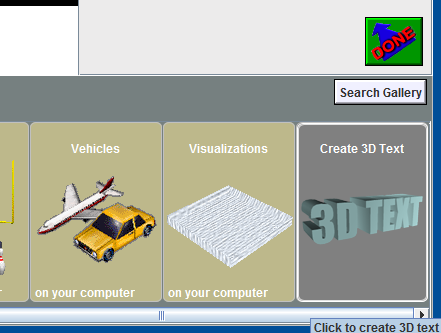 DONE
Search Gallery
Vehicles
Visualizations
Create 3D Text
3D TEXT
on your computer
on your computer
Click to create 3D text